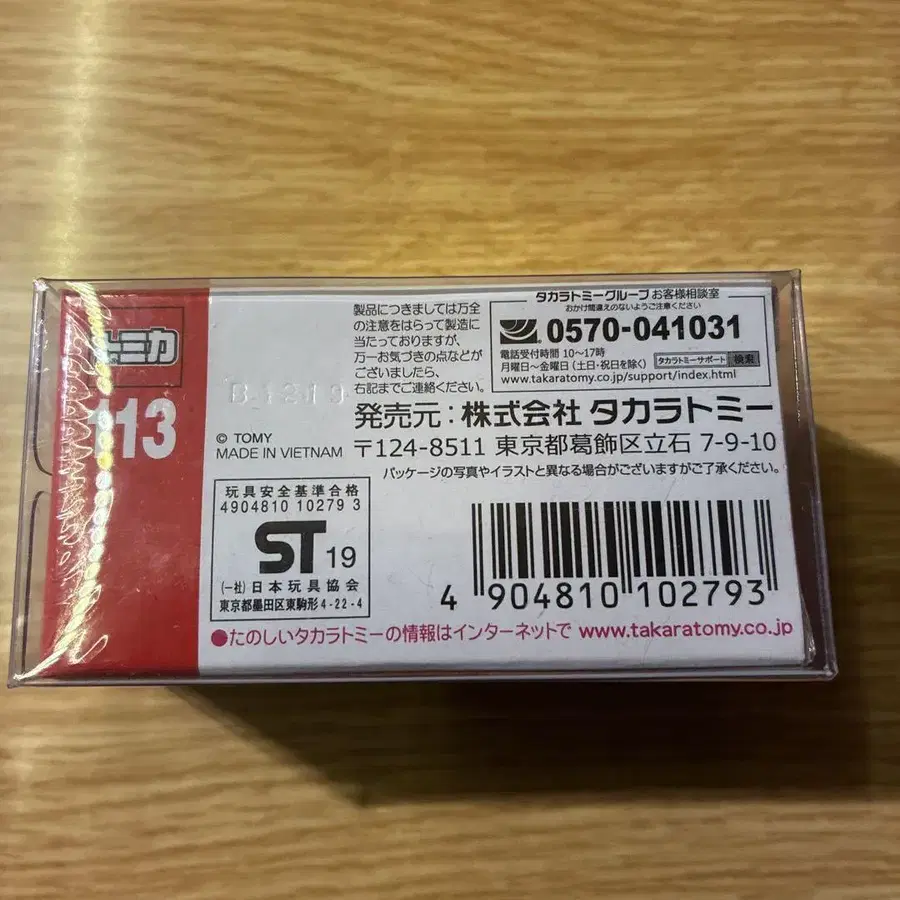 トミカ
113
B1219
© TOMY
MADE IN VIETNAM
製品につきましては万全
の注意をはらって製造に
当たっておりますが、
万一お気づきの点などが
ございましたら、
右記までご連絡ください。
タカラトミーグループ お客様相談室
おかけ間違えのないようご注意ください
0570-041031
電話受付時間 10〜17時
月曜日〜金曜日 (土日・祝日を除く)
タカラトミーサポート 検索
www.takaratomy.co.jp/support/index.html
発売元:株式会社 タカラトミー
〒124-8511 東京都葛飾区立石 7-9-10
パッケージの写真やイラストと異なる場合がございますがご了承ください。
玩具安全基準合格
4904810 10279 3
ST 19
(一社)日本玩具協会
東京都墨田区東駒形4-22-4
4 904810 102793
●たのしいタカラトミーの情報はインターネットで www.takaratomy.co.jp